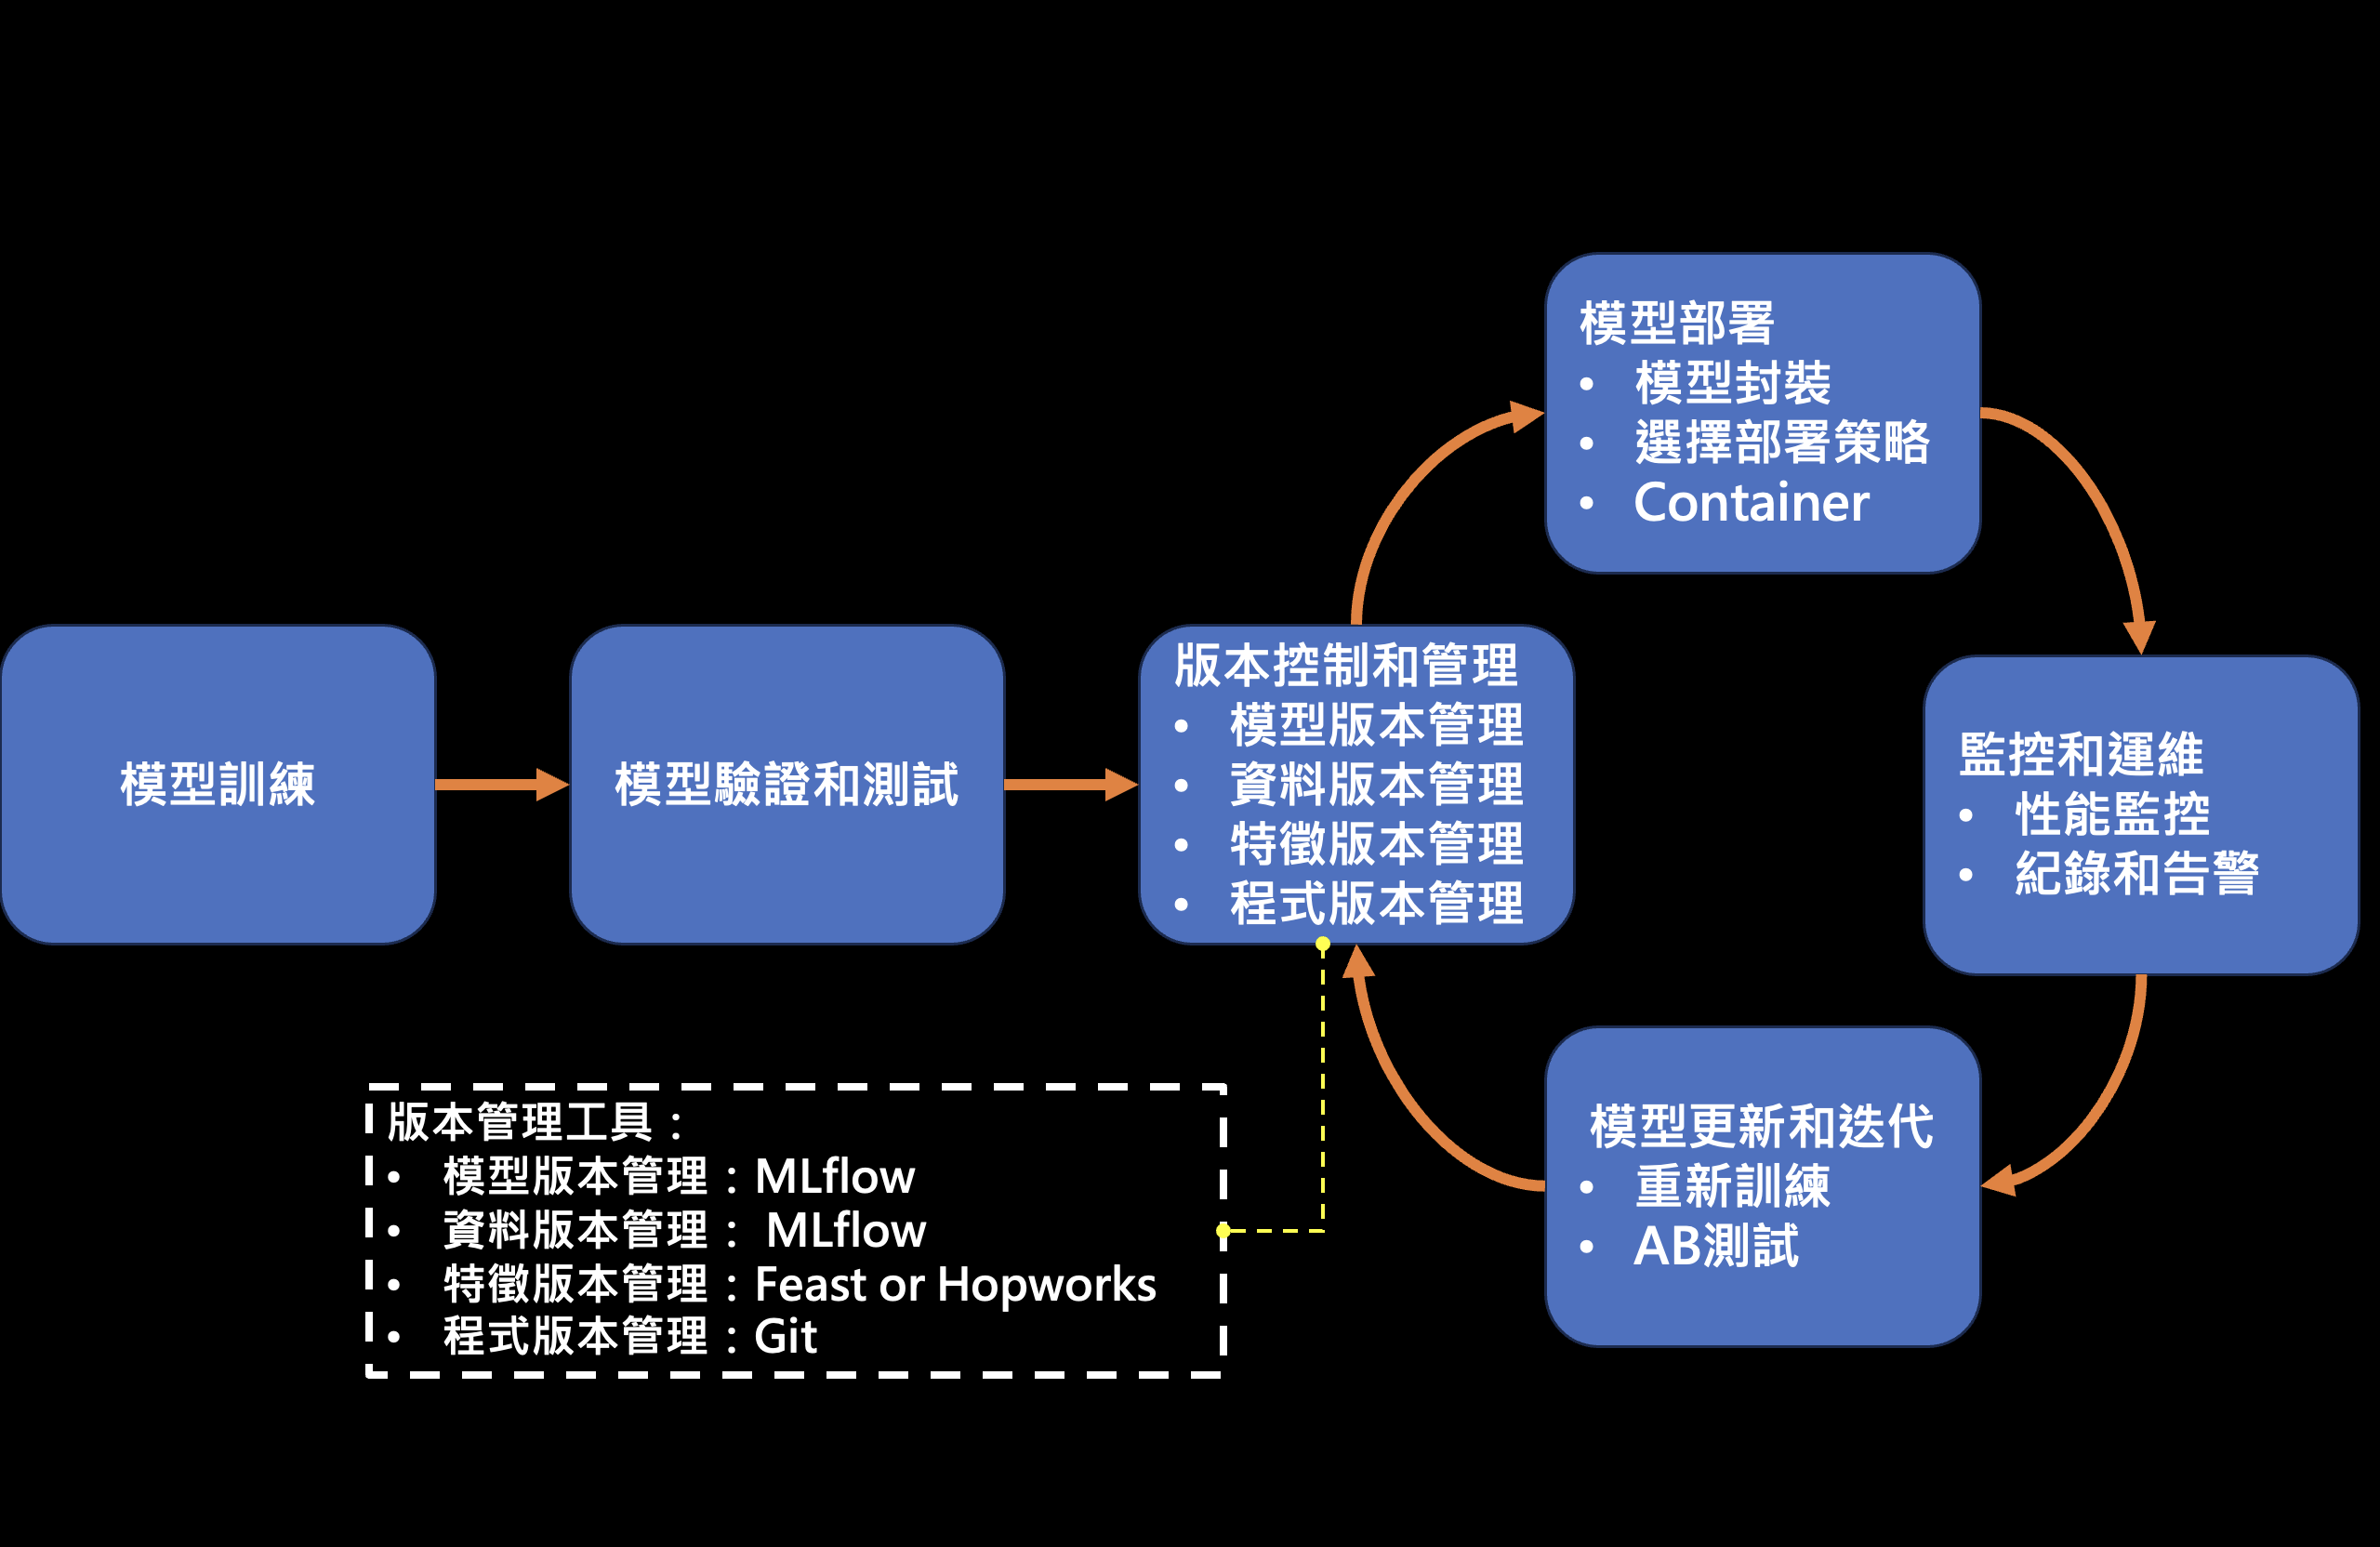 模型訓練
模型驗證和測試
版本控制和管理
• 模型版本管理
• 資料版本管理
• 特徵版本管理
• 程式版本管理
模型部署
• 模型封裝
• 選擇部署策略
• Container
監控和運維
• 性能監控
• 紀錄和告警
模型更新和迭代
• 重新訓練
• AB測試
版本管理工具：
• 模型版本管理：MLflow
• 資料版本管理： MLflow
• 特徵版本管理：Feast or Hopworks
• 程式版本管理：Git